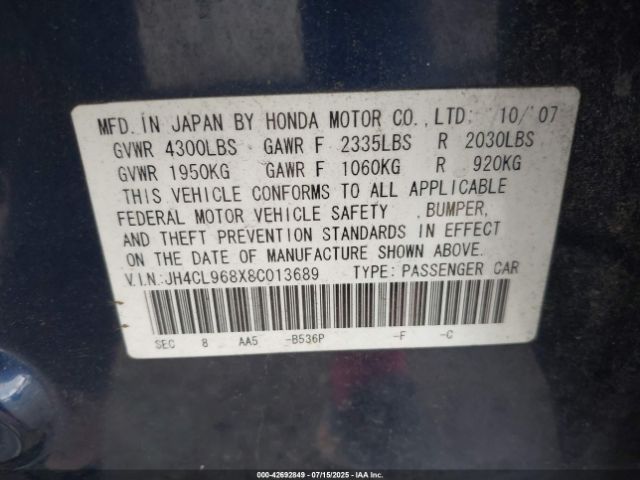 MFD. IN JAPAN BY HONDA MOTOR CO., LTD. 10/'07
GVWR 4300LBS GAWR F 2335LBS R 2030LBS
GVWR 1950KG GAWR F 1060KG R 920KG
THIS VEHICLE CONFORMS TO ALL APPLICABLE
FEDERAL MOTOR VEHICLE SAFETY , BUMPER,
AND THEFT PREVENTION STANDARDS IN EFFECT
ON THE DATE OF MANUFACTURE SHOWN ABOVE.
V.I.N: JH4CL968X8C013689 TYPE: PASSENGER CAR
SEC 8 AA5 -B536P -F -C
000-42692849 - 07/15/2025 - IAA Inc.